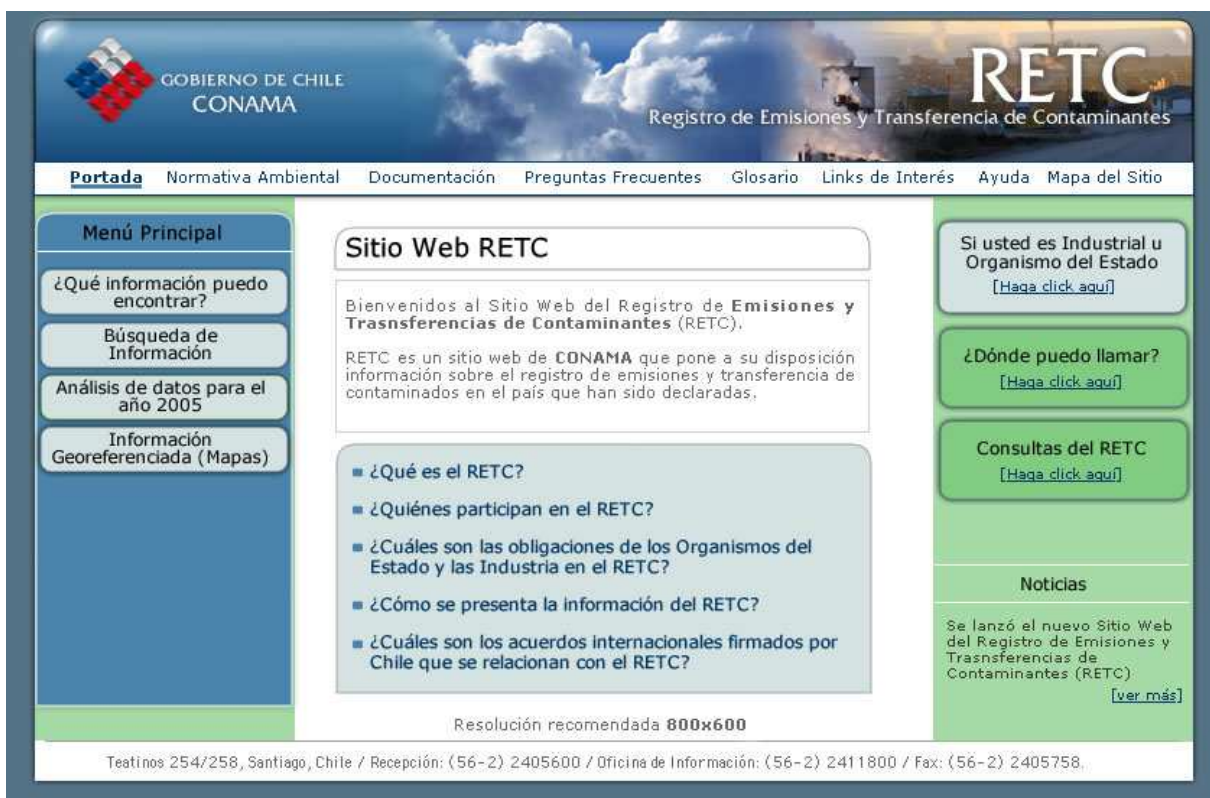 GOBIERNO DE CHILE
CONAMA
RETC
Registro de Emisiones y Transferencia de Contaminantes
Portada Normativa Ambiental Documentación Preguntas Frecuentes Glosario Links de Interés Ayuda Mapa del Sitio
Menú Principal
¿Qué información puedo
encontrar?
Búsqueda de
Información
Análisis de datos para el
año 2005
Información
Georeferenciada (Mapas)
Sitio Web RETC
Bienvenidos al Sitio Web del Registro de Emisiones y
Trasnsferencias de Contaminantes (RETC).
RETC es un sitio web de CONAMA que pone a su disposición
información sobre el registro de emisiones y transferencia de
contaminados en el país que han sido declaradas.
¿Qué es el RETC?
¿Quiénes participan en el RETC?
¿Cuáles son las obligaciones de los Organismos del
Estado y las Industria en el RETC?
¿Cómo se presenta la información del RETC?
¿Cuáles son los acuerdos internacionales firmados por
Chile que se relacionan con el RETC?
Resolución recomendada 800x600
Si usted es Industrial u
Organismo del Estado
[Haga click aquí]
¿Dónde puedo llamar?
[Haga click aquí]
Consultas del RETC
[Haga click aquí]
Noticias
Se lanzó el nuevo Sitio Web
del Registro de Emisiones y
Trasnsferencias de
Contaminantes (RETC)
[ver más]
Teatinos 254/258, Santiago, Chile / Recepción: (56-2) 2405600 / Oficina de Información: (56-2) 2411800 / Fax: (56-2) 2405758.